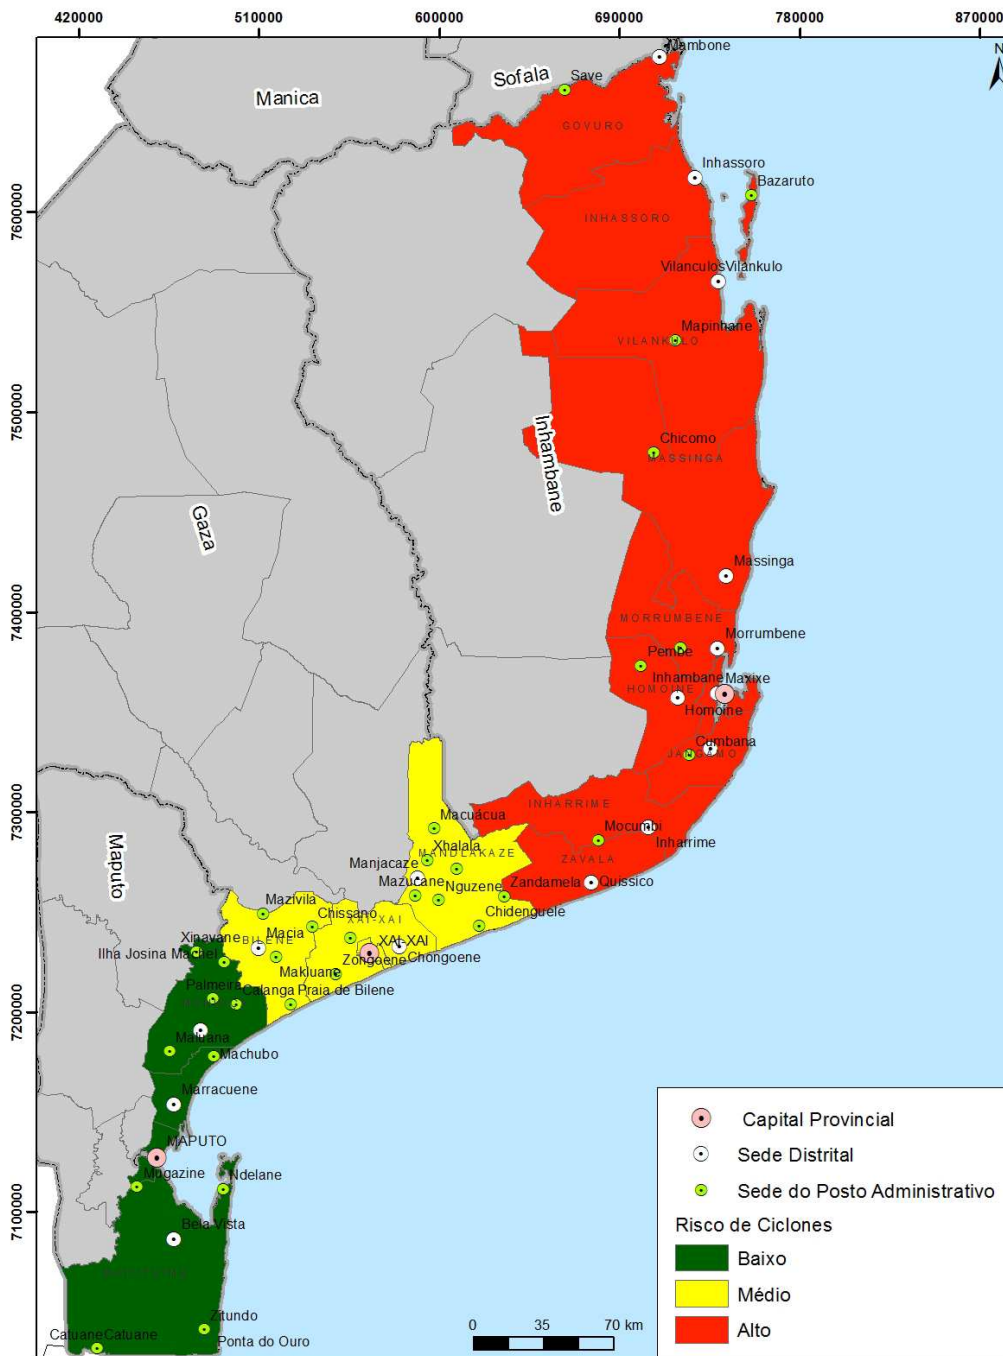 420000 510000 600000 690000 780000 870000
N
7600000
7500000
7400000
7300000
7200000
7100000
Mambone
Sofala
Save
Manica
GOVURO
Inhassoro
Bazaruto
INHASSORO
VilanculosVilankulo
Mapinhane
VILANKULO
Chicomo
MASSINGA
Inhambane
Gaza
Massinga
MORRUMBENE
Morrumbene
Pembe
Inhambane
Maxixe
HOMOINE
Homoine
Cumbana
JANGAMO
INHARRIME
Macuácua
Mocumbi
Inharrime
Xhalala
MANDLAKAZE
ZAVALA
Manjacaze
Maputo
Mazucane
Nguzene
Zandamela
Quissico
Mazivila
Chissano
Chidenguele
XAI-XAI
Macia
Xinavane
BILENE
XAI-XAI
Ilha Josina Machel
Zongoene
Chongoene
Makluane
Palmeira
Calanga
Praia de Bilene
Maluana
Machubo
Marracuene
MAPUTO
Mugazine
Ndelane
Bela Vista
Zitundo
CatuaneCatuane
Ponta do Ouro
Capital Provincial
Sede Distrital
Sede do Posto Administrativo
Risco de Ciclones
Baixo
Médio
Alto
0 35 70 km